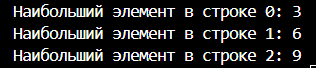 Наибольший элемент в строке 0: 3
Наибольший элемент в строке 1: 6
Наибольший элемент в строке 2: 9